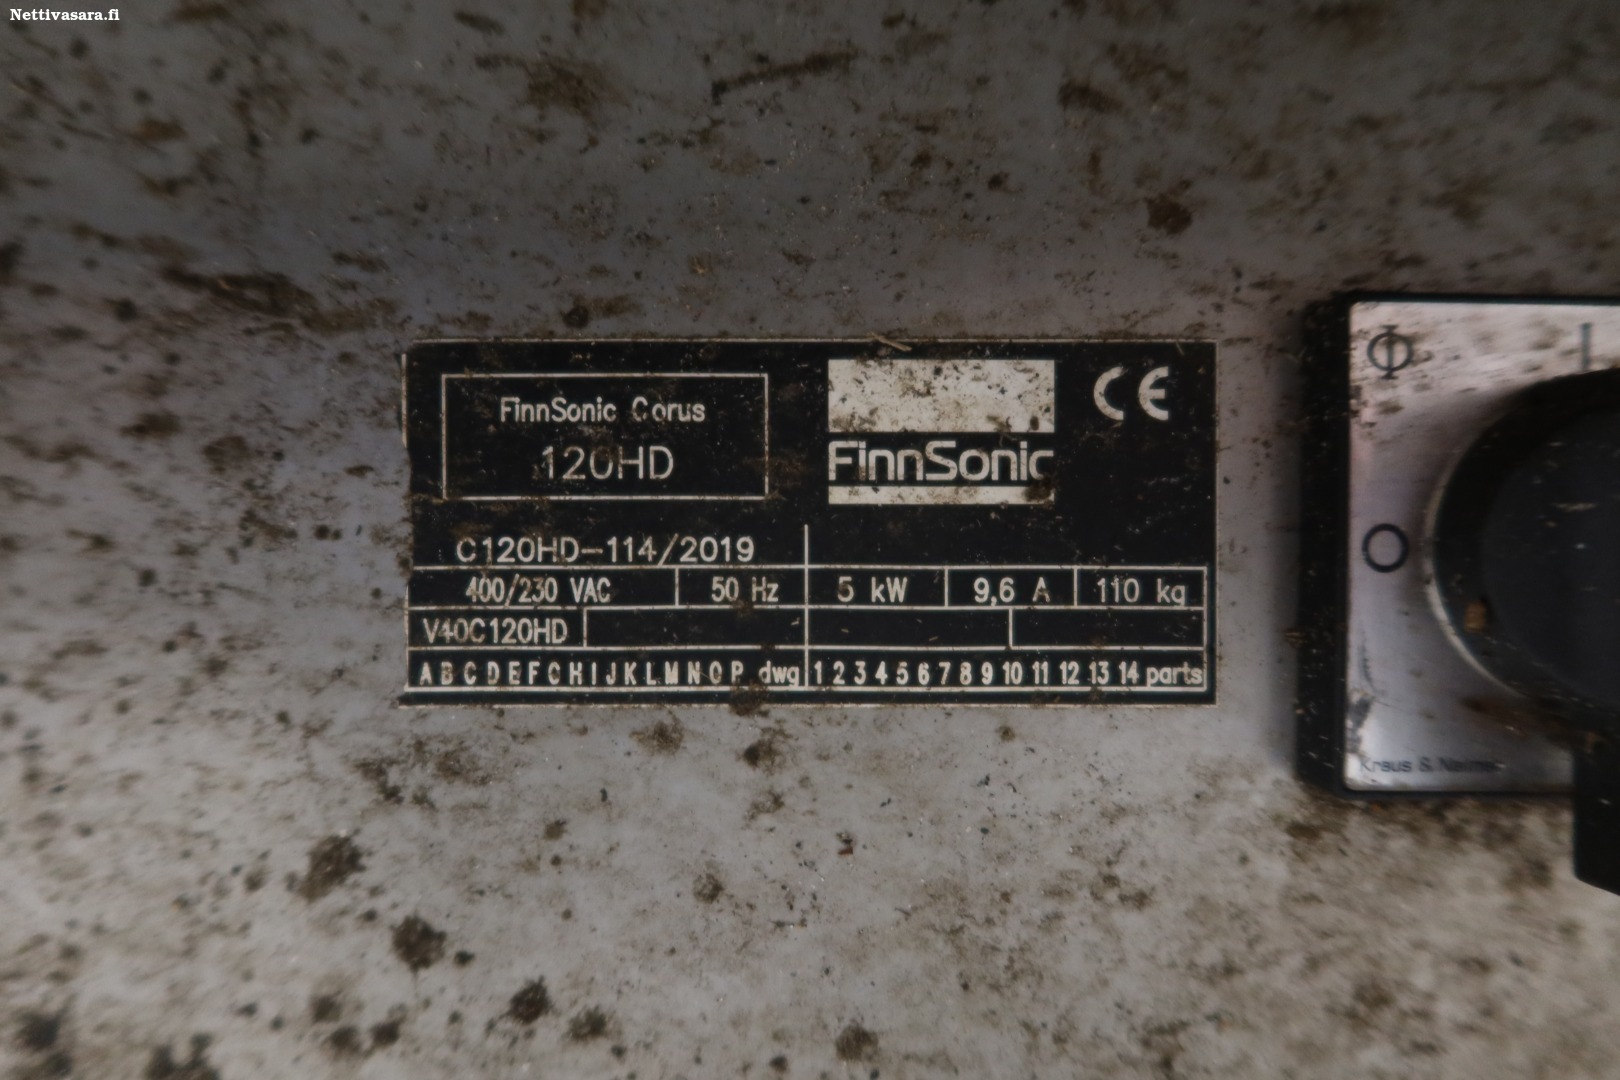 Nettivasara.fi
FinnSonic Corus
120HD
FinnSonic
CE
C120HD-114/2019
400/230 VAC 50 Hz 5 kW 9,6 A 110 kg
V40C120HD
A B C D E F G H I J K L M N O P dwg 1 2 3 4 5 6 7 8 9 10 11 12 13 14 parts
I
O
Kraus & Naimer